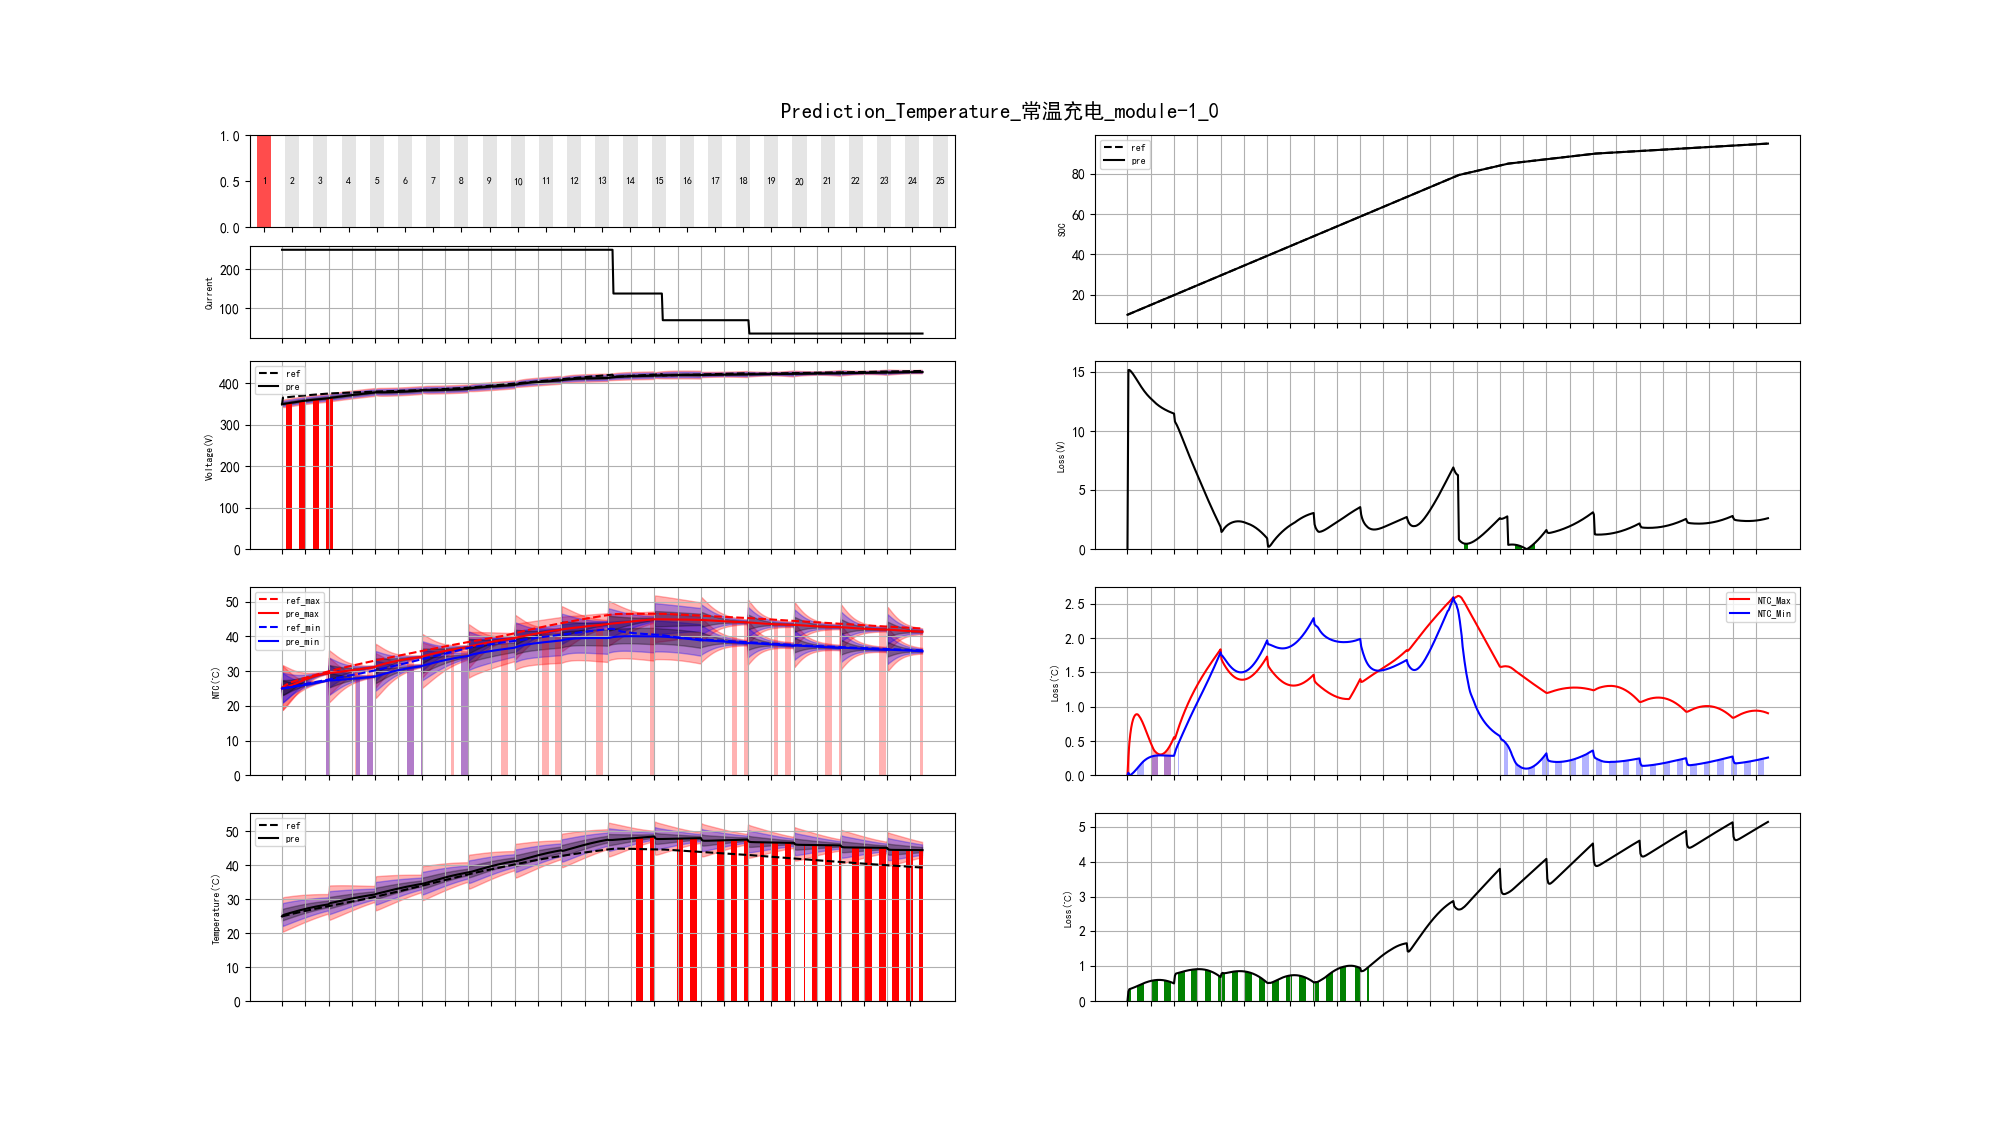 Prediction_Temperature_常温充电_module-1_0
1.0
0.5
0.0
1 2 3 4 5 6 7 8 9 10 11 12 13 14 15 16 17 18 19 20 21 22 23 24 25
Current
200
100
Voltage(V)
400
300
200
100
0
ref
pre
NTC(℃)
50
40
30
20
10
0
ref_max
pre_max
ref_min
pre_min
Temperature(℃)
50
40
30
20
10
0
ref
pre
SOC
80
60
40
20
ref
pre
Loss(V)
15
10
5
0
Loss(℃)
2.5
2.0
1.5
1.0
0.5
0.0
NTC_Max
NTC_Min
Loss(℃)
5
4
3
2
1
0